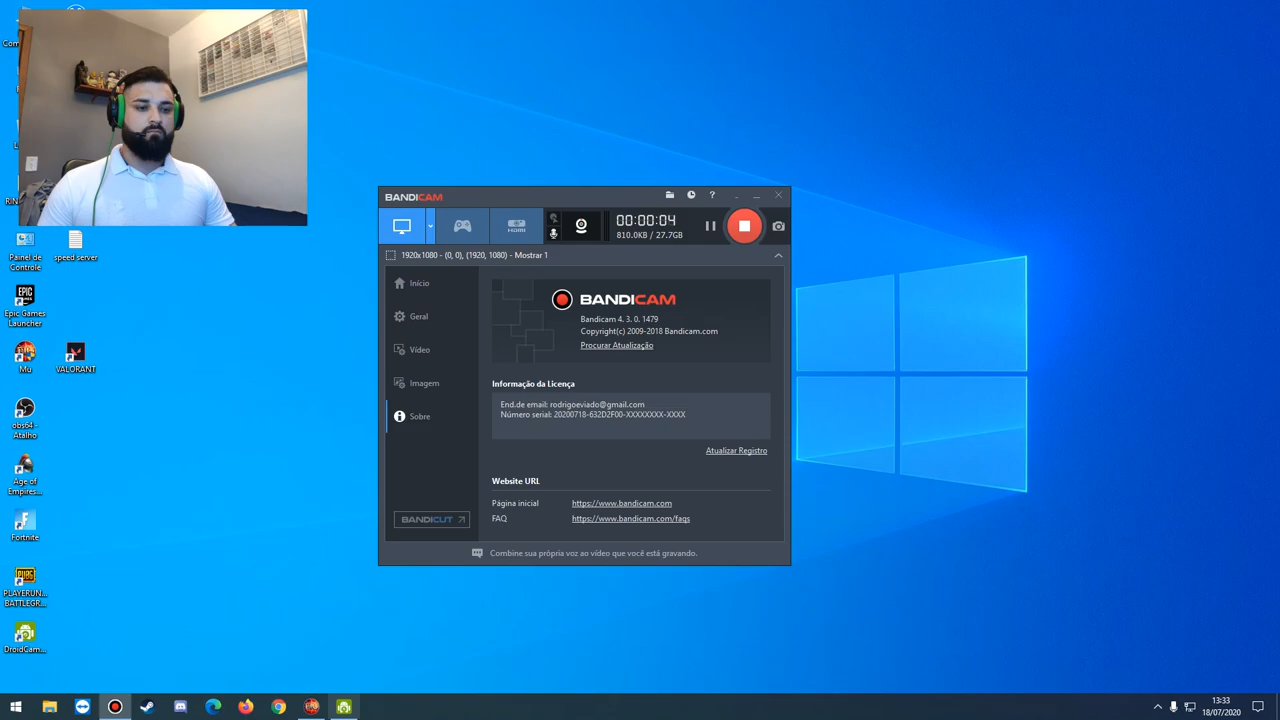 Painel de
Controle
speed server
Epic Games
Launcher
Mu
VALORANT
obs64 -
Atalho
Age of
Empires...
Fortnite
PLAYERUN...
BATTLEGR...
DroidCam...
BANDICAM
HDMI
00:00:04
810.0KB / 27.7GB
1920x1080 - (0, 0), (1920, 1080) - Mostrar 1
Início
Geral
Vídeo
Imagem
Sobre
BANDICUT
BANDICAM
Bandicam 4. 3. 0. 1479
Copyright(c) 2009-2018 Bandicam.com
Procurar Atualização
Informação da Licença
End.de email: rodrigoeviado@gmail.com
Número serial: 20200718-632D2F00-XXXXXXXX-XXXX
Atualizar Registro
Website URL
Página inicial https://www.bandicam.com
FAQ https://www.bandicam.com/faqs
Combine sua própria voz ao vídeo que você está gravando.
13:33
18/07/2020